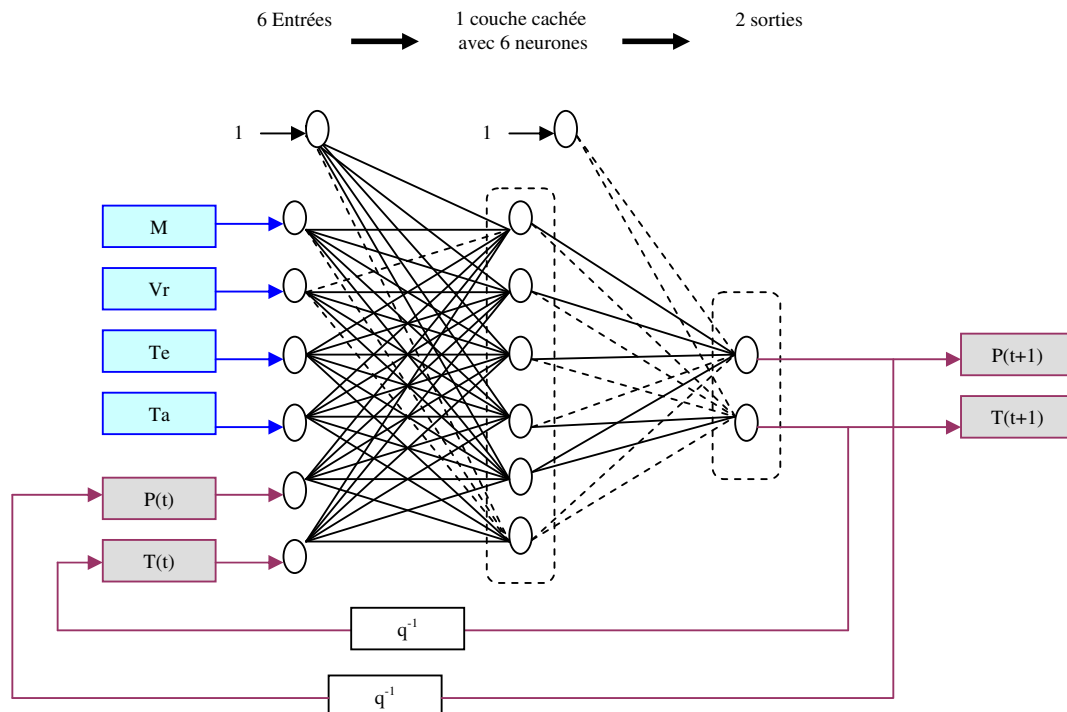 6 Entrées
1 couche cachée
avec 6 neurones
2 sorties
1
1
M
Vr
Te
Ta
P(t)
T(t)
P(t+1)
T(t+1)
q-1
q-1